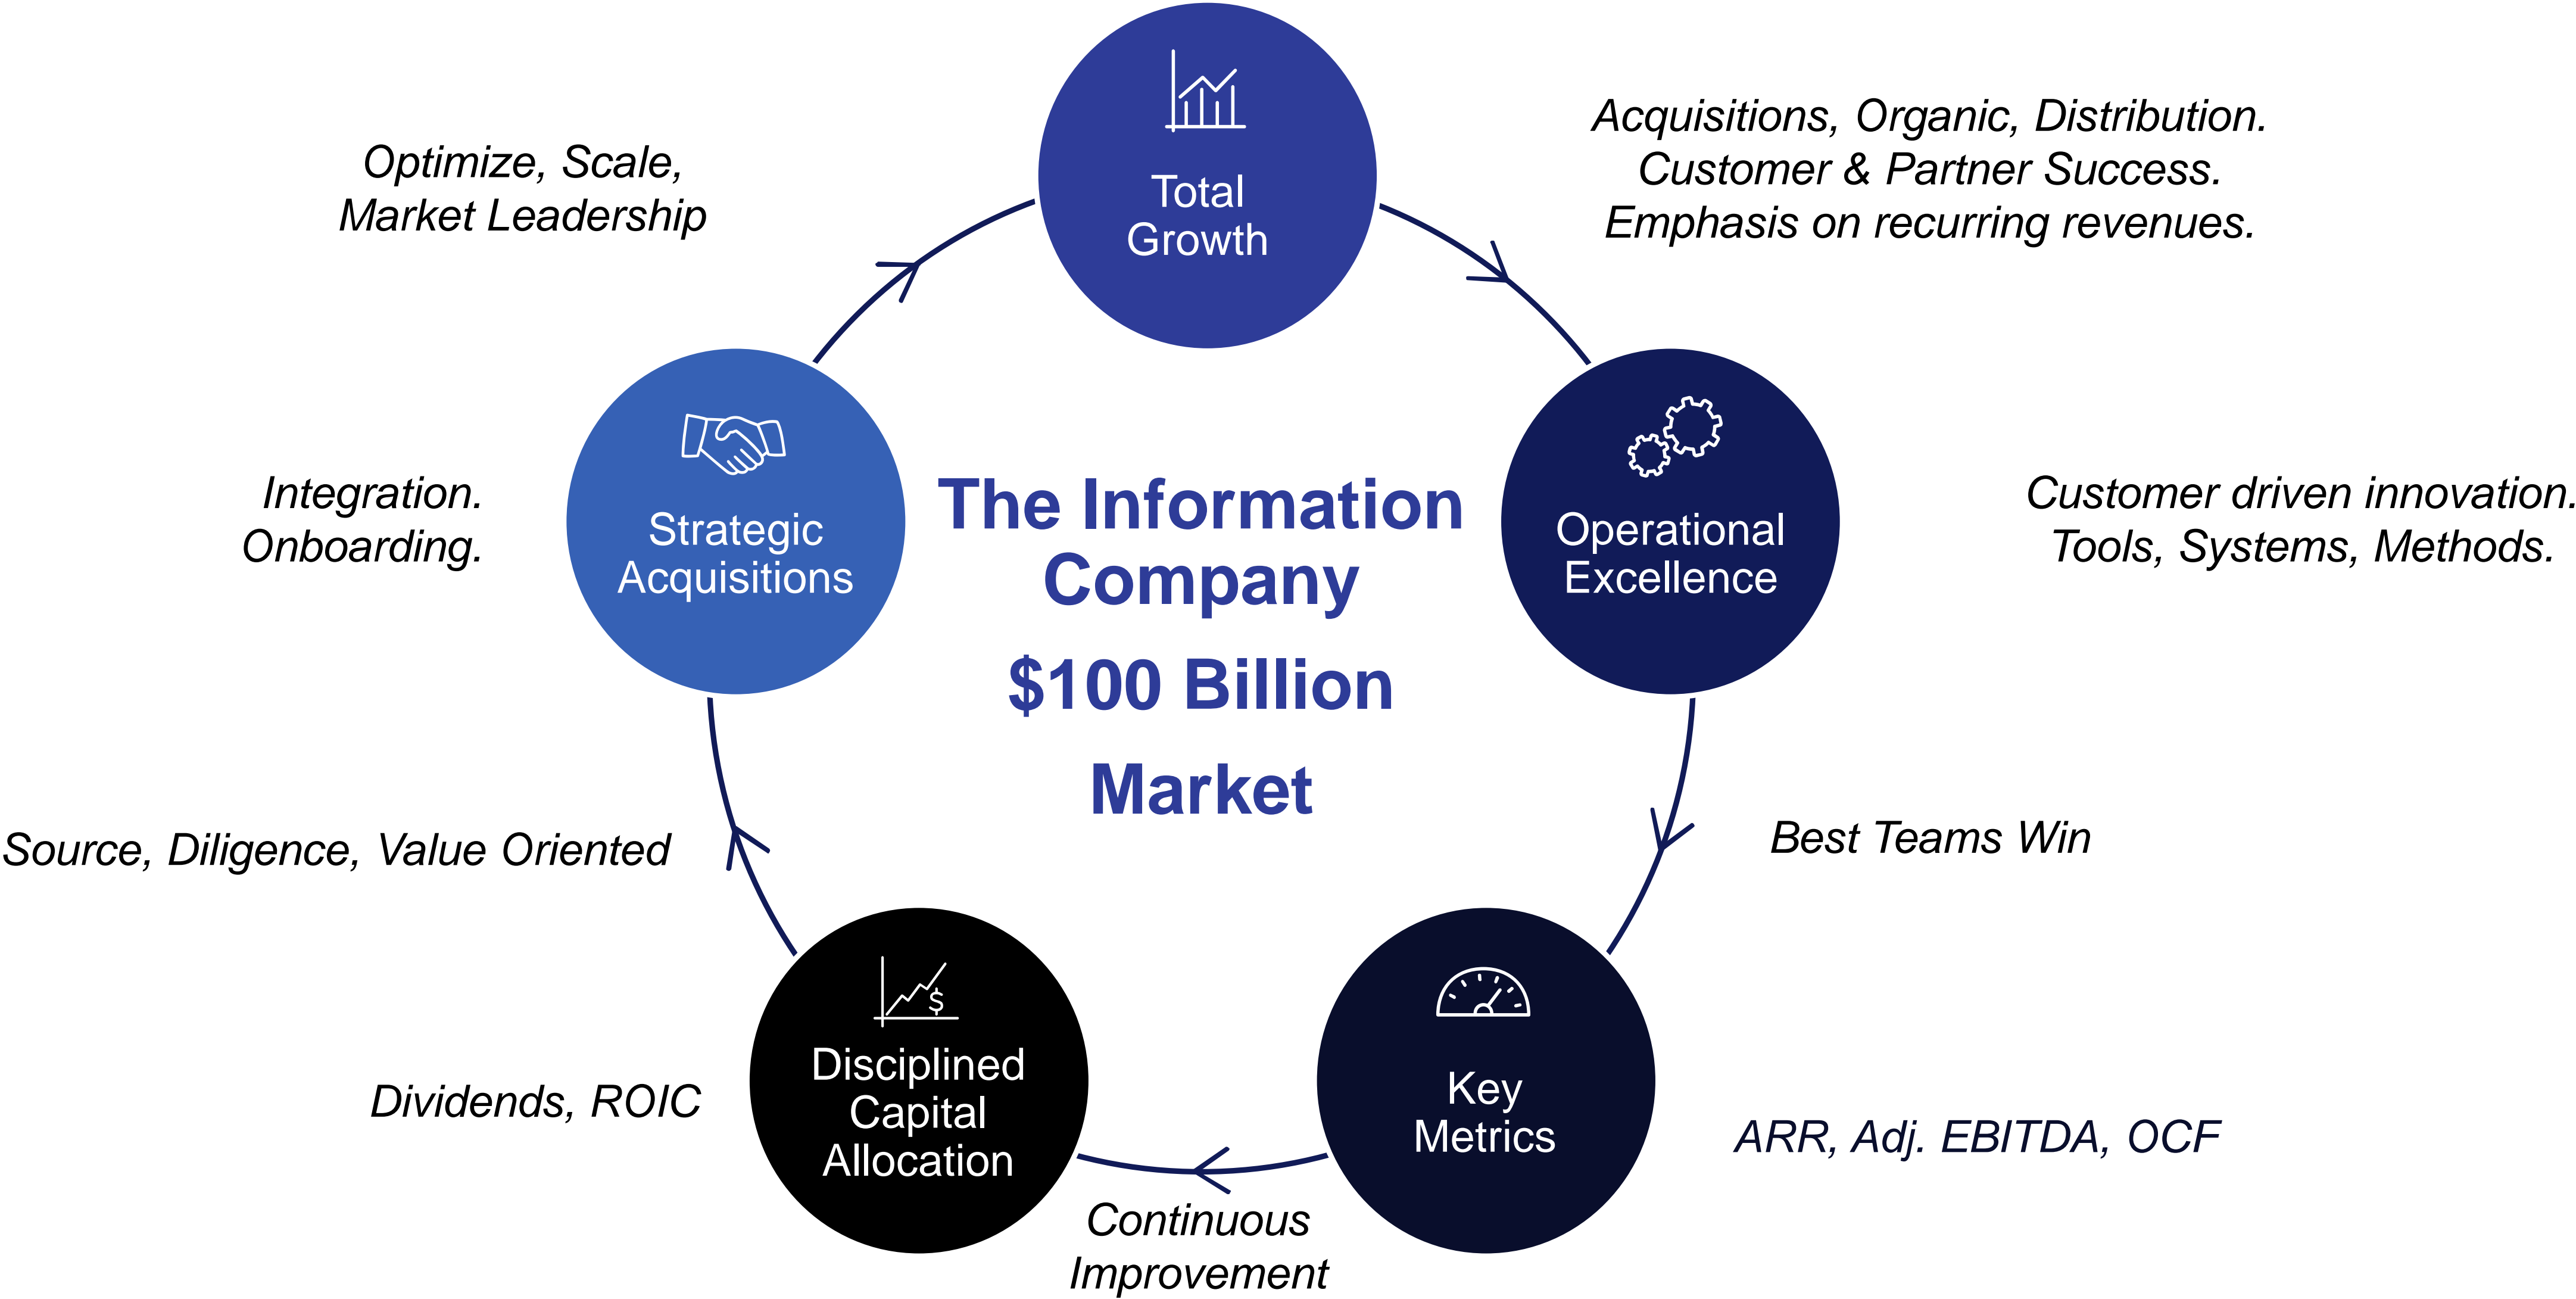 Total
Growth
Acquisitions, Organic, Distribution.
Customer & Partner Success.
Emphasis on recurring revenues.
Operational
Excellence
Customer driven innovation.
Tools, Systems, Methods.
Best Teams Win
Key
Metrics
ARR, Adj. EBITDA, OCF
Continuous
Improvement
Disciplined
Capital
Allocation
$
Dividends, ROIC
Source, Diligence, Value Oriented
Strategic
Acquisitions
Integration.
Onboarding.
Optimize, Scale,
Market Leadership
The Information
Company
$100 Billion
Market